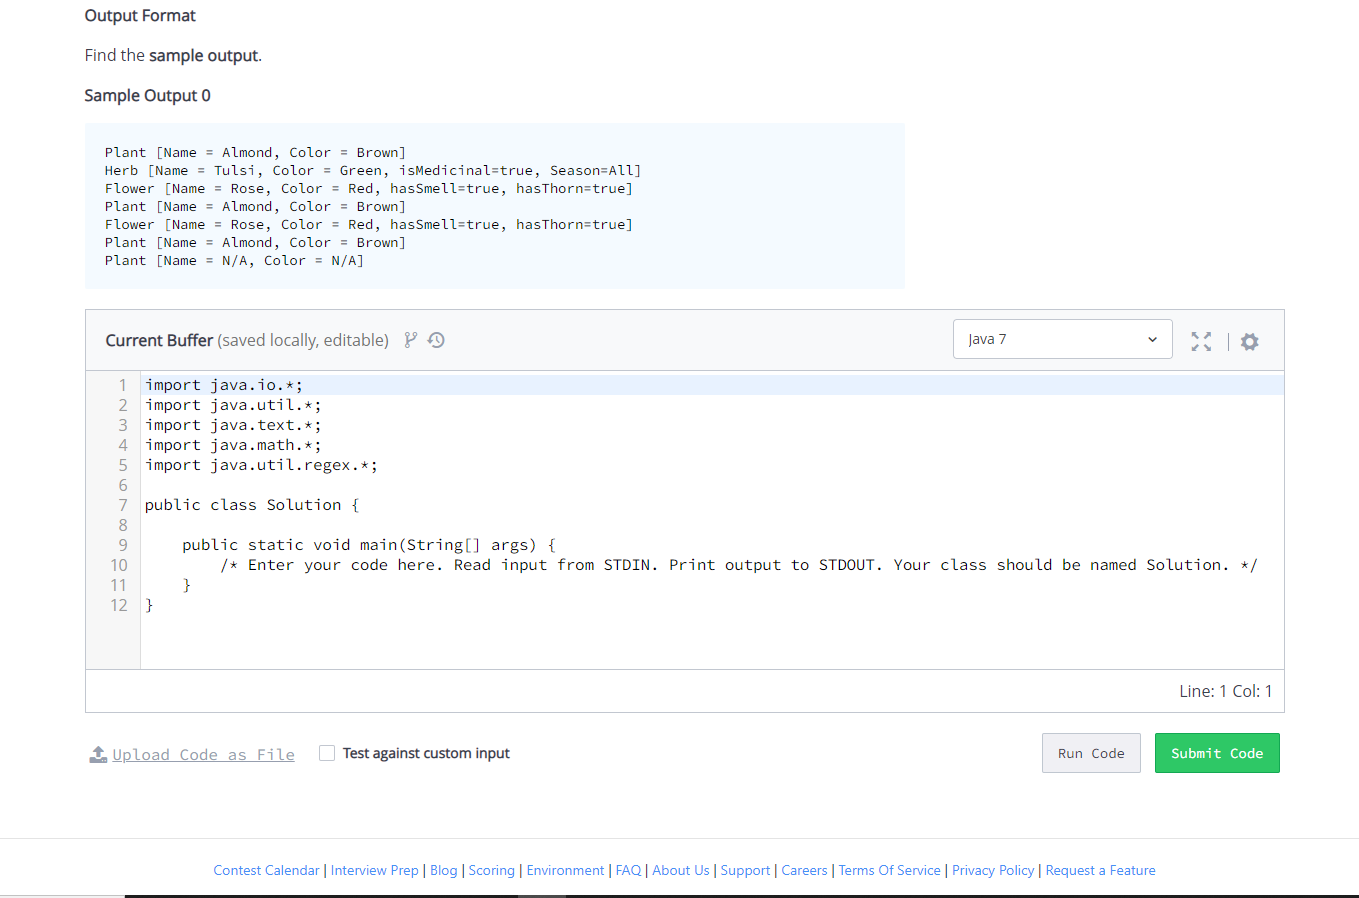 Output Format
Find the sample output.
Sample Output 0
Plant [Name = Almond, Color = Brown]
Herb [Name = Tulsi, Color = Green, isMedicinal=true, Season=All]
Flower [Name = Rose, Color = Red, hasSmell=true, hasThorn=true]
Plant [Name = Almond, Color = Brown]
Flower [Name = Rose, Color = Red, hasSmell=true, hasThorn=true]
Plant [Name = Almond, Color = Brown]
Plant [Name = N/A, Color = N/A]
Current Buffer (saved locally, editable) Java 7
1 import java.io.*;
2 import java.util.*;
3 import java.text.*;
4 import java.math.*;
5 import java.util.regex.*;
6
7 public class Solution {
8
9     public static void main(String[] args) {
10         /* Enter your code here. Read input from STDIN. Print output to STDOUT. Your class should be named Solution. */
11     }
12 }
Line: 1 Col: 1
Upload Code as File Test against custom input Run Code Submit Code
Contest Calendar | Interview Prep | Blog | Scoring | Environment | FAQ | About Us | Support | Careers | Terms Of Service | Privacy Policy | Request a Feature